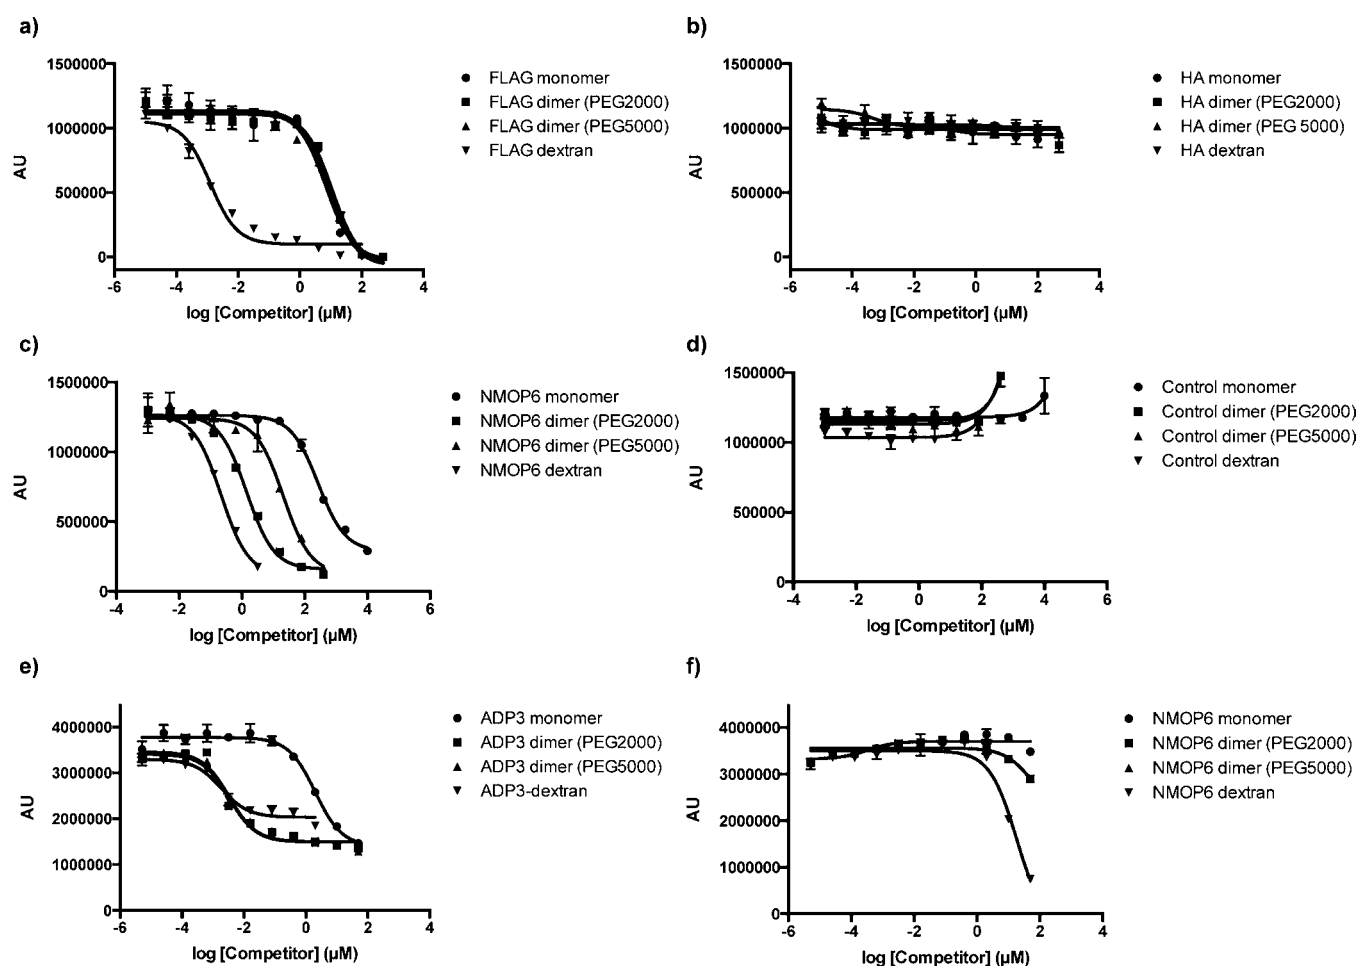 a)
1500000
1000000
500000
0
AU
-6 -4 -2 0 2 4
log [Competitor] (µM)
FLAG monomer
FLAG dimer (PEG2000)
FLAG dimer (PEG5000)
FLAG dextran
b)
1500000
1000000
500000
0
AU
-6 -4 -2 0 2 4
log [Competitor] (µM)
HA monomer
HA dimer (PEG2000)
HA dimer (PEG 5000)
HA dextran
c)
1500000
1000000
500000
0
AU
-4 -2 0 2 4 6
log [Competitor] (µM)
NMOP6 monomer
NMOP6 dimer (PEG2000)
NMOP6 dimer (PEG5000)
NMOP6 dextran
d)
1500000
1000000
500000
0
AU
-4 -2 0 2 4 6
log [Competitor] (µM)
Control monomer
Control dimer (PEG2000)
Control dimer (PEG5000)
Control dextran
e)
4000000
3000000
2000000
1000000
0
AU
-6 -4 -2 0 2 4
log [Competitor] (µM)
ADP3 monomer
ADP3 dimer (PEG2000)
ADP3 dimer (PEG5000)
ADP3-dextran
f)
4000000
3000000
2000000
1000000
0
AU
-6 -4 -2 0 2 4
log [Competitor] (µM)
NMOP6 monomer
NMOP6 dimer (PEG2000)
NMOP6 dimer (PEG5000)
NMOP6 dextran